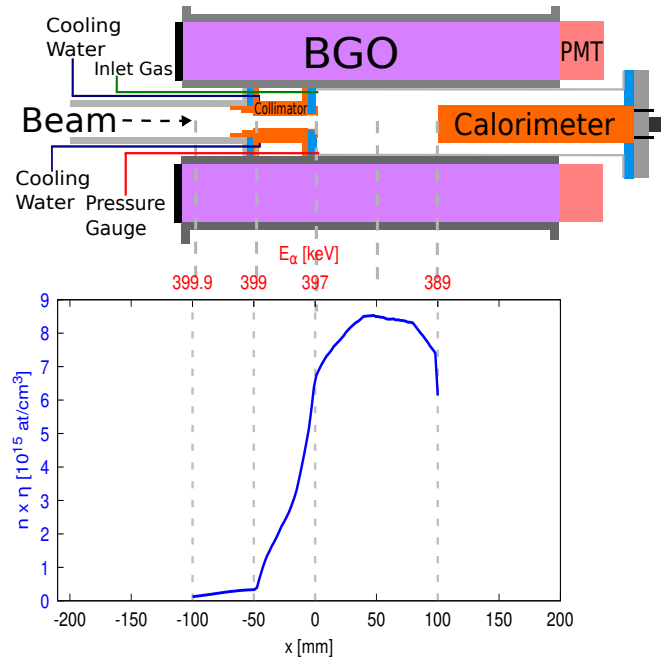 Cooling
Water
Inlet Gas
BGO
PMT
Collimator
Beam
Calorimeter
Cooling
Water
Pressure
Gauge
Eα [keV]
399.9 399 397 389
9
8
7
6
5
4
3
2
1
0
n x η [10¹⁵ at/cm³]
-200 -150 -100 -50 0 50 100 150 200
x [mm]